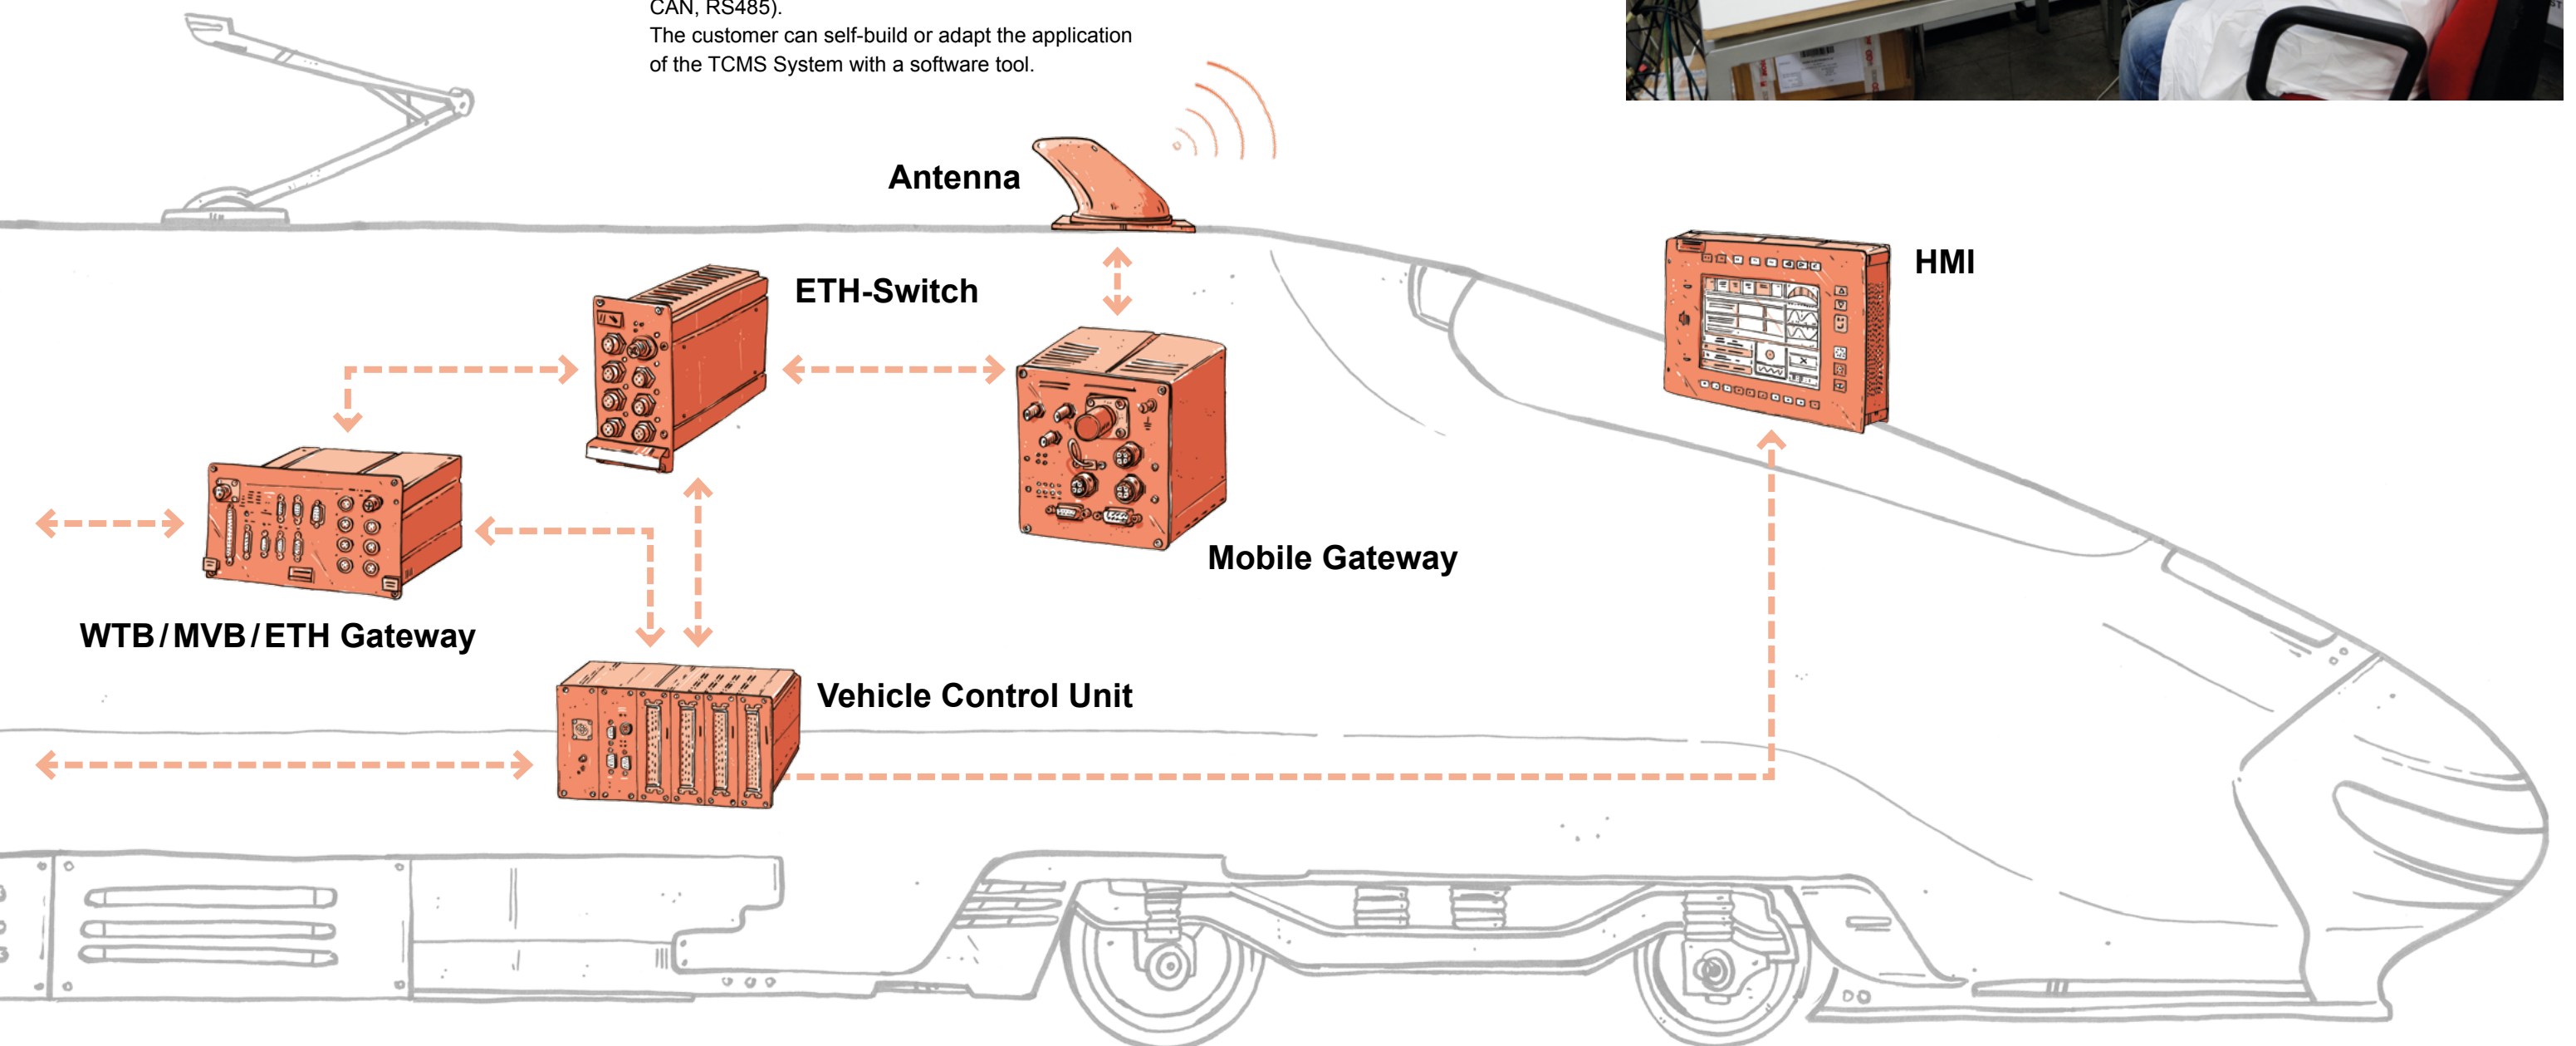 CAN, RS485).
The customer can self-build or adapt the application
of the TCMS System with a software tool.
Antenna
HMI
ETH-Switch
Mobile Gateway
WTB/MVB/ETH Gateway
Vehicle Control Unit